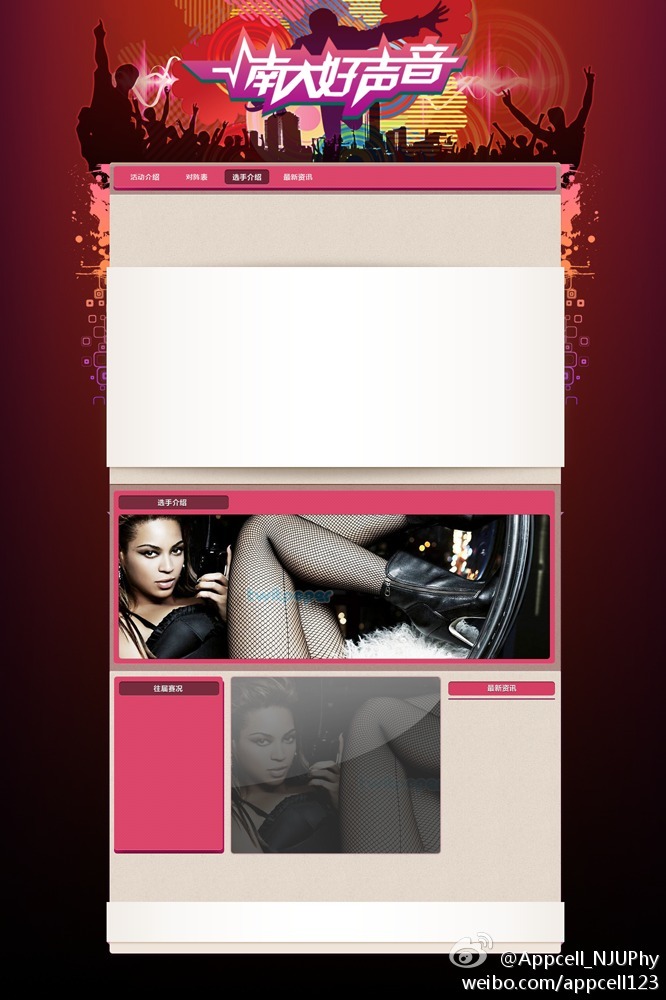 南大好声音
活动介绍 对阵表 选手介绍 最新资讯
选手介绍
往届赛况
最新资讯
@Appcell_NJUPhy
weibo.com/appcell123